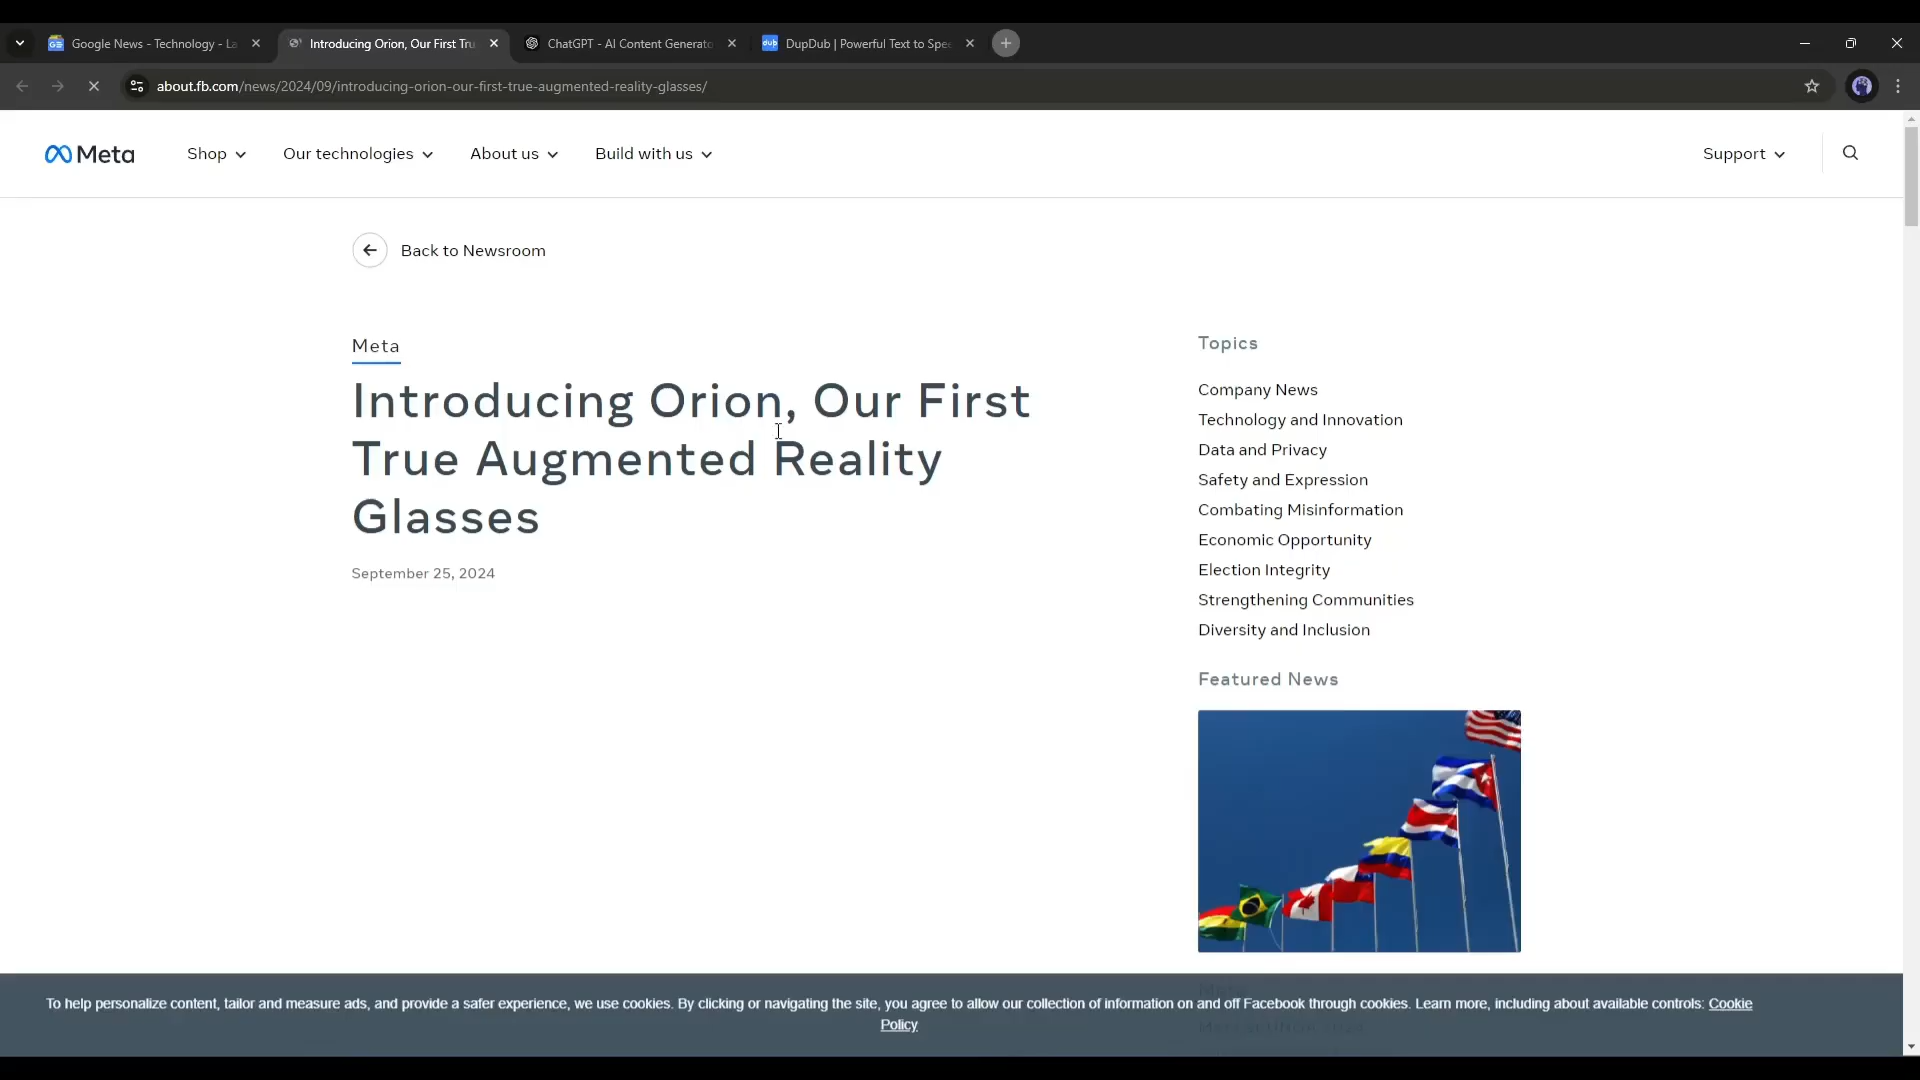 Google News - Technology - La
Introducing Orion, Our First Tru
ChatGPT - AI Content Generato
dub
DupDub | Powerful Text to Spee
about.fb.com/news/2024/09/introducing-orion-our-first-true-augmented-reality-glasses/
Meta
Shop
Our technologies
About us
Build with us
Support
Back to Newsroom
Meta
Introducing Orion, Our First
True Augmented Reality
Glasses
September 25, 2024
Topics
Company News
Technology and Innovation
Data and Privacy
Safety and Expression
Combating Misinformation
Economic Opportunity
Election Integrity
Strengthening Communities
Diversity and Inclusion
Featured News
To help personalize content, tailor and measure ads, and provide a safer experience, we use cookies. By clicking or navigating the site, you agree to allow our collection of information on and off Facebook through cookies. Learn more, including about available controls: Cookie
Policy